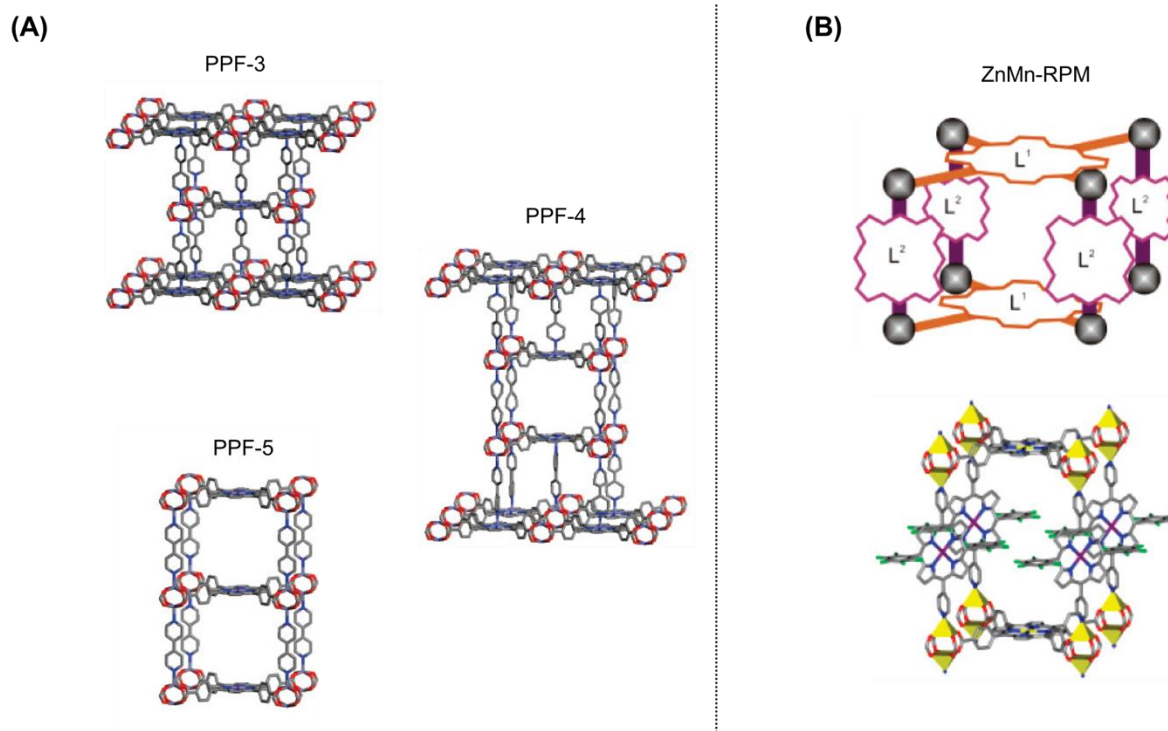 (A)
PPF-3
PPF-4
PPF-5
(B)
ZnMn-RPM
L¹
L²
L²
L²
L²
L¹